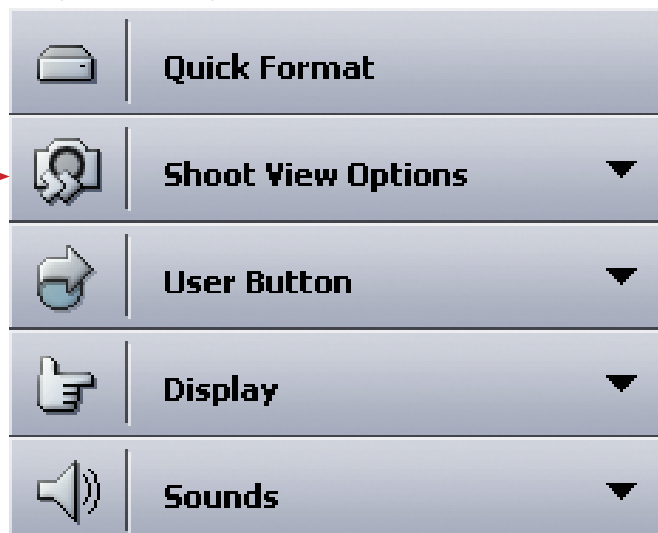 Quick Format
Shoot View Options
User Button
Display
Sounds